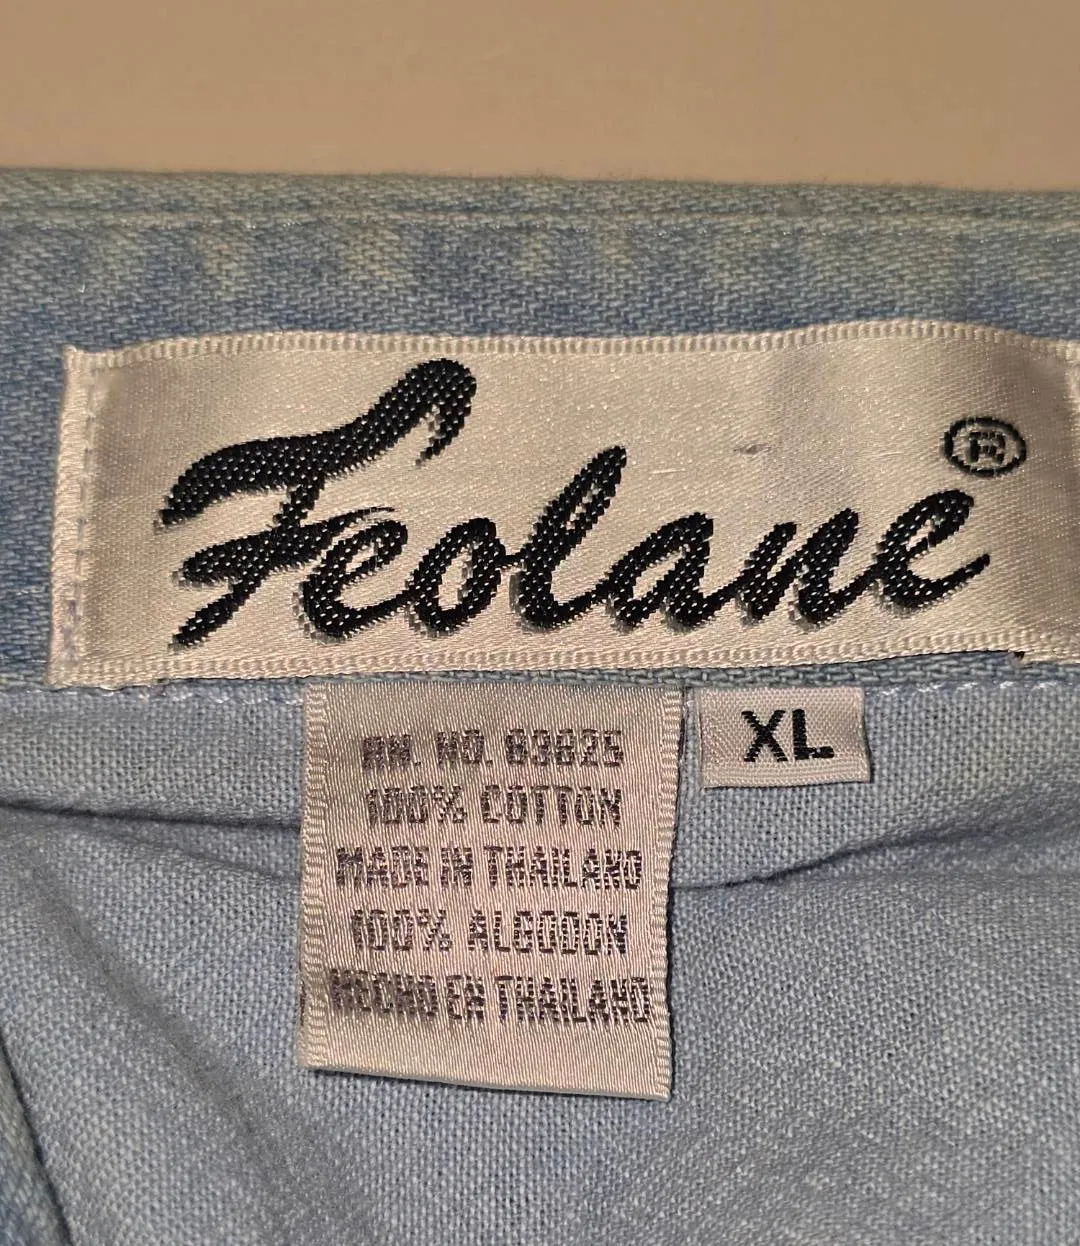 Feolane ®
RN. NO. 63625
100% COTTON
MADE IN THAILAND
100% ALGODON
HECHO EN THAILAND
XL